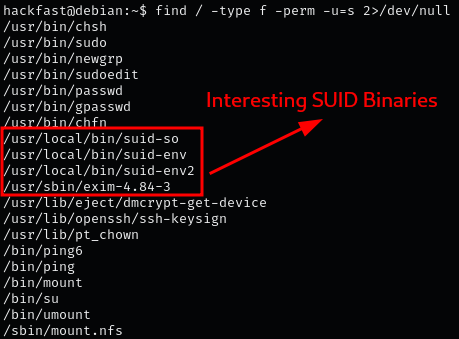 hackfast@debian:~$ find / -type f -perm -u=s 2>/dev/null
/usr/bin/chsh
/usr/bin/sudo
/usr/bin/newgrp
/usr/bin/sudoedit
/usr/bin/passwd
/usr/bin/gpasswd
/usr/bin/chfn
Interesting SUID Binaries
/usr/local/bin/suid-so
/usr/local/bin/suid-env
/usr/local/bin/suid-env2
/usr/sbin/exim-4.84-3
/usr/lib/eject/dmcrypt-get-device
/usr/lib/openssh/ssh-keysign
/usr/lib/pt_chown
/bin/ping6
/bin/ping
/bin/mount
/bin/su
/bin/umount
/sbin/mount.nfs